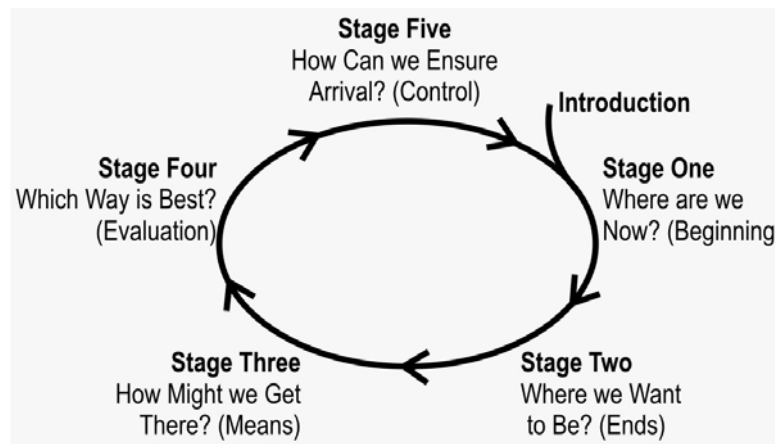 Stage Five
How Can we Ensure
Arrival? (Control)
Introduction
Stage One
Where are we
Now? (Beginning
Stage Two
Where we Want
to Be? (Ends)
Stage Three
How Might we Get
There? (Means)
Stage Four
Which Way is Best?
(Evaluation)